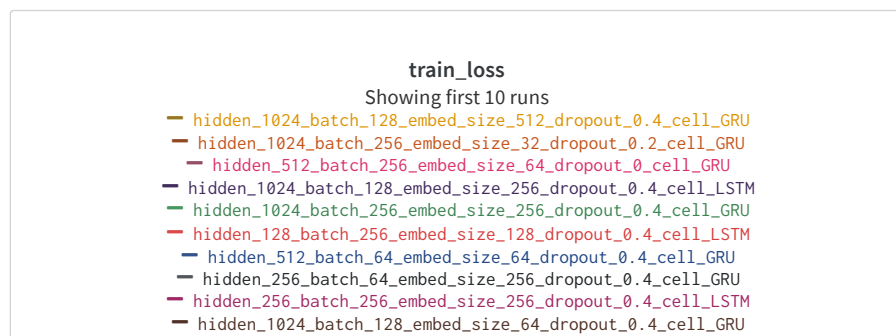 train_loss
Showing first 10 runs
hidden_1024_batch_128_embed_size_512_dropout_0.4_cell_GRU
hidden_1024_batch_256_embed_size_32_dropout_0.2_cell_GRU
hidden_512_batch_256_embed_size_64_dropout_0_cell_GRU
hidden_1024_batch_128_embed_size_256_dropout_0.4_cell_LSTM
hidden_1024_batch_256_embed_size_256_dropout_0.4_cell_GRU
hidden_128_batch_256_embed_size_128_dropout_0.4_cell_LSTM
hidden_512_batch_64_embed_size_64_dropout_0.4_cell_GRU
hidden_256_batch_64_embed_size_256_dropout_0.4_cell_GRU
hidden_256_batch_256_embed_size_256_dropout_0.4_cell_LSTM
hidden_1024_batch_128_embed_size_64_dropout_0.4_cell_GRU